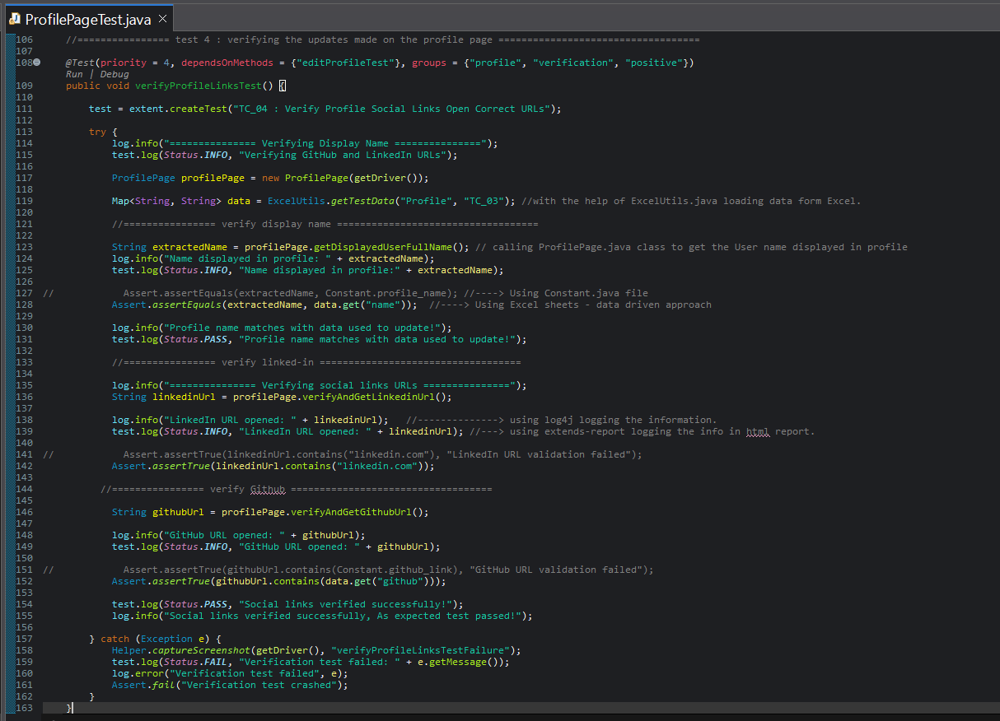 ProfilePageTest.java
106 //================ test 4 : verifying the updates made on the profile page ===================================
107
108 @Test(priority = 4, dependsOnMethods = {"editProfileTest"}, groups = {"profile", "verification", "positive"})
Run | Debug
109 public void verifyProfileLinksTest() {
110
111 test = extent.createTest("TC_04 : Verify Profile Social Links Open Correct URLs");
112
113 try {
114 log.info("=============== Verifying Display Name ===============");
115 test.log(Status.INFO, "Verifying GitHub and LinkedIn URLs");
116
117 ProfilePage profilePage = new ProfilePage(getDriver());
118
119 Map<String, String> data = ExcelUtils.getTestData("Profile", "TC_03"); //with the help of ExcelUtils.java loading data form Excel.
120
121 //================ verify display name ===================================
122
123 String extractedName = profilePage.getDisplayedUserFullName(); // calling ProfilePage.java class to get the User name displayed in profile
124 log.info("Name displayed in profile: " + extractedName);
125 test.log(Status.INFO, "Name displayed in profile:" + extractedName);
126
127 // Assert.assertEquals(extractedName, Constant.profile_name); //----> Using Constant.java file
128 Assert.assertEquals(extractedName, data.get("name")); //----> Using Excel sheets - data driven approach
129
130 log.info("Profile name matches with data used to update!");
131 test.log(Status.PASS, "Profile name matches with data used to update!");
132
133 //================ verify linked-in ===================================
134
135 log.info("=============== Verifying social links URLs ===============");
136 String linkedinUrl = profilePage.verifyAndGetLinkedinUrl();
137
138 log.info("LinkedIn URL opened: " + linkedinUrl); //--------------> using log4j logging the information.
139 test.log(Status.INFO, "LinkedIn URL opened: " + linkedinUrl); //---> using extends-report logging the info in html report.
140
141 // Assert.assertTrue(linkedinUrl.contains("linkedin.com"), "LinkedIn URL validation failed");
142 Assert.assertTrue(linkedinUrl.contains("linkedin.com"));
143
144 //================ verify Github ===================================
145
146 String githubUrl = profilePage.verifyAndGetGithubUrl();
147
148 log.info("GitHub URL opened: " + githubUrl);
149 test.log(Status.INFO, "GitHub URL opened: " + githubUrl);
150
151 // Assert.assertTrue(githubUrl.contains(Constant.github_link), "GitHub URL validation failed");
152 Assert.assertTrue(githubUrl.contains(data.get("github")));
153
154 test.log(Status.PASS, "Social links verified successfully!");
155 log.info("Social links verified successfully, As expected test passed!");
156
157 } catch (Exception e) {
158 Helper.captureScreenshot(getDriver(), "verifyProfileLinksTestFailure");
159 test.log(Status.FAIL, "Verification test failed: " + e.getMessage());
160 log.error("Verification test failed", e);
161 Assert.fail("Verification test crashed");
162 }
163 }